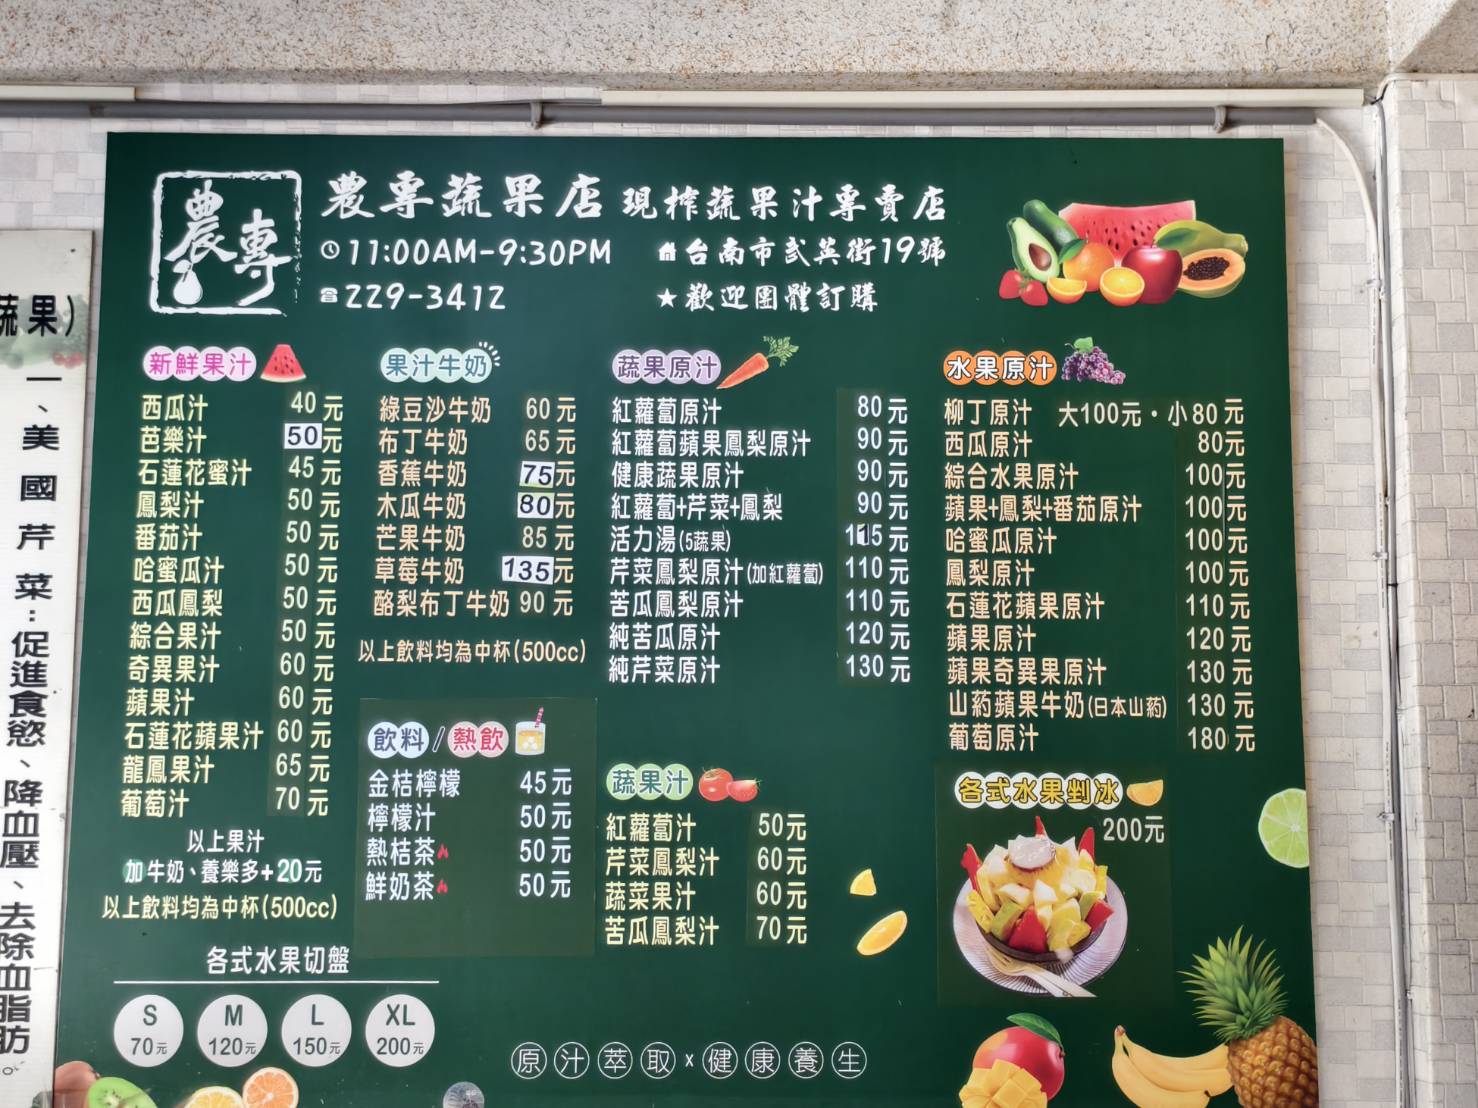 農專
農專蔬果店 現榨蔬果汁專賣店
11:00AM-9:30PM 台南市武英街19號
229-3412 ★歡迎團體訂購
新鮮果汁
西瓜汁 40元
芭樂汁 50元
石蓮花蜜汁 45元
鳳梨汁 50元
番茄汁 50元
哈蜜瓜汁 50元
西瓜鳳梨 50元
綜合果汁 50元
奇異果汁 60元
蘋果汁 60元
石蓮花蘋果汁 60元
龍鳳果汁 65元
葡萄汁 70元
以上果汁
加牛奶、養樂多+20元
以上飲料均為中杯(500cc)
各式水果切盤
S M L XL
70元 120元 150元 200元
果汁牛奶
綠豆沙牛奶 60元
布丁牛奶 65元
香蕉牛奶 75元
木瓜牛奶 80元
芒果牛奶 85元
草莓牛奶 135元
酪梨布丁牛奶 90元
以上飲料均為中杯(500cc)
飲料/熱飲
金桔檸檬 45元
檸檬汁 50元
熱桔茶 50元
鮮奶茶 50元
蔬果原汁
紅蘿蔔原汁 80元
紅蘿蔔蘋果鳳梨原汁 90元
健康蔬果原汁 90元
紅蘿蔔+芹菜+鳳梨 90元
活力湯(5蔬果) 115元
芹菜鳳梨原汁(加紅蘿蔔) 110元
苦瓜鳳梨原汁 110元
純苦瓜原汁 120元
純芹菜原汁 130元
蔬果汁
紅蘿蔔汁 50元
芹菜鳳梨汁 60元
蔬菜果汁 60元
苦瓜鳳梨汁 70元
水果原汁
柳丁原汁 大100元・小80元
西瓜原汁 80元
綜合水果原汁 100元
蘋果+鳳梨+番茄原汁 100元
哈蜜瓜原汁 100元
鳳梨原汁 100元
石蓮花蘋果原汁 110元
蘋果原汁 120元
蘋果奇異果原汁 130元
山葯蘋果牛奶(日本山葯) 130元
葡萄原汁 180元
各式水果剉冰
200元
原汁萃取×健康養生
蔬果)
一、美國芹菜:促進食慾、降血壓、去除血脂肪。